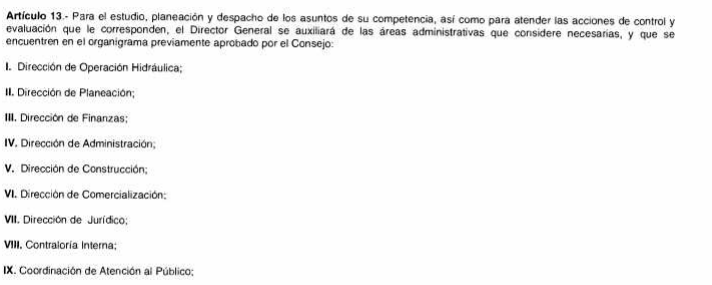 Artículo 13.- Para el estudio, planeación y despacho de los asuntos de su competencia, así como para atender las acciones de control y
evaluación que le corresponden, el Director General se auxiliará de las áreas administrativas que considere necesarias, y que se
encuentren en el organigrama previamente aprobado por el Consejo:
I. Dirección de Operación Hidráulica;
II. Dirección de Planeación;
III. Dirección de Finanzas;
IV. Dirección de Administración;
V. Dirección de Construcción;
VI. Dirección de Comercialización;
VII. Dirección de Jurídico;
VIII. Contraloría Interna;
IX. Coordinación de Atención al Público;